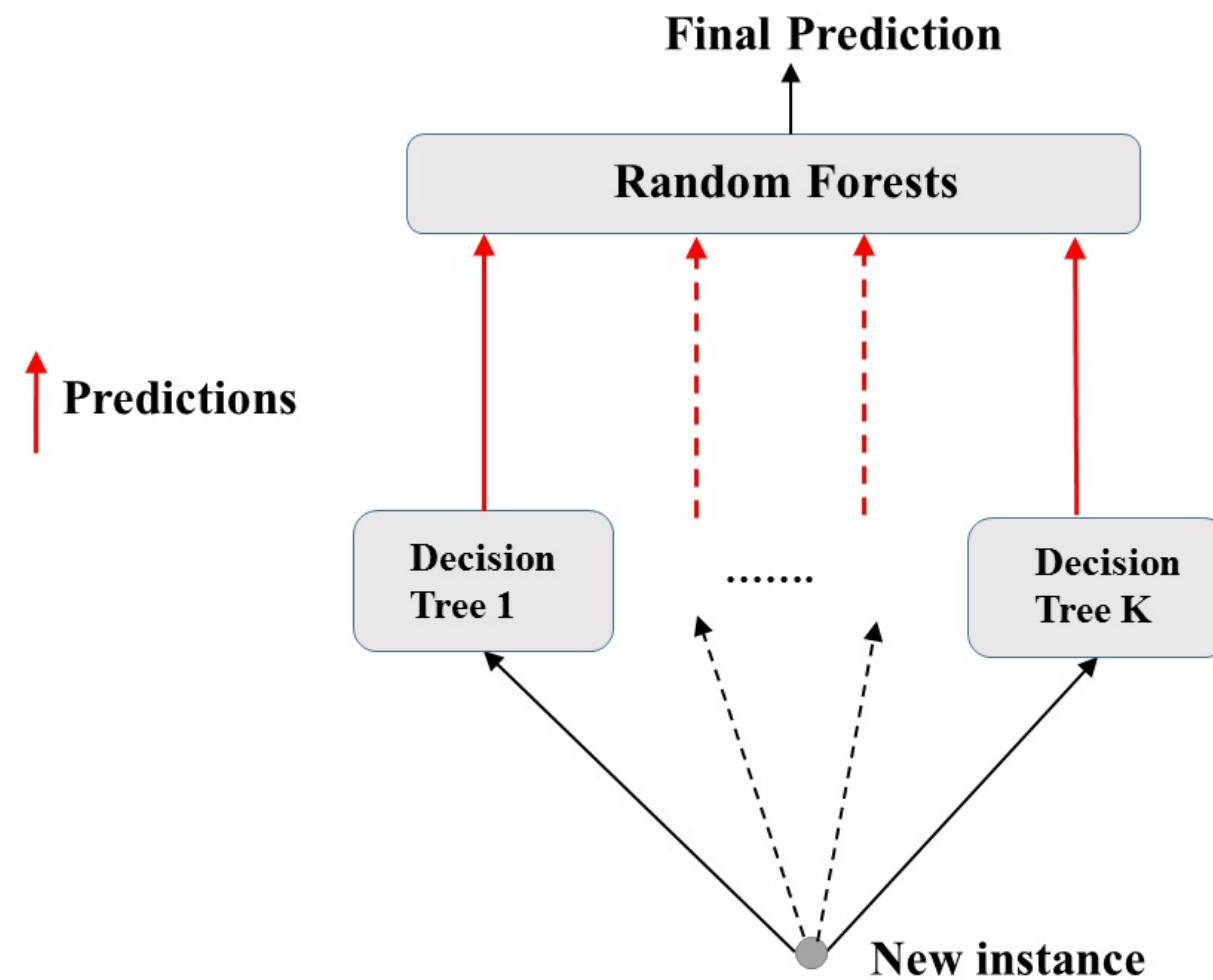 Final Prediction
Random Forests
Predictions
Decision
Tree 1
.......
Decision
Tree K
New instance